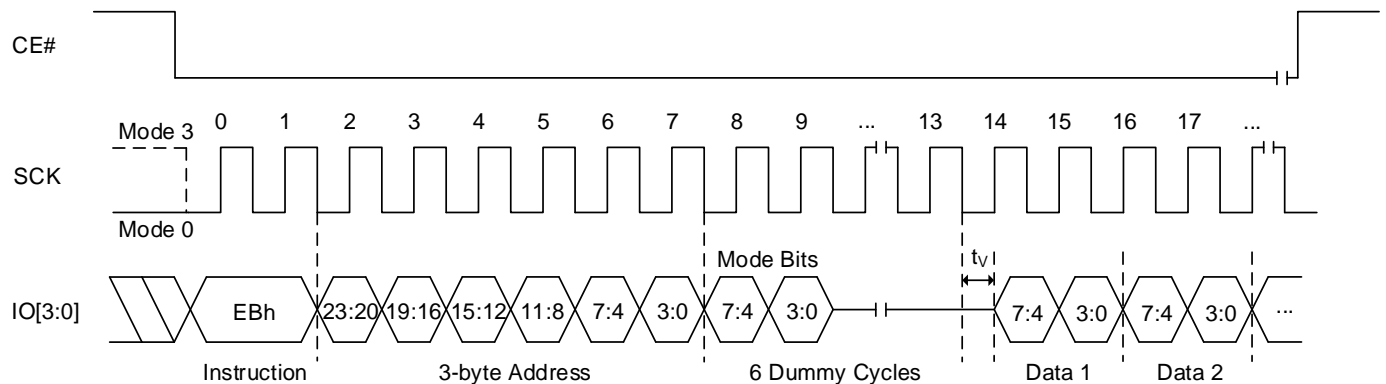 CE#
0 1 2 3 4 5 6 7 8 9 ... 13 14 15 16 17 ...
Mode 3
SCK
Mode 0
Mode Bits
tV
IO[3:0] EBh 23:20 19:16 15:12 11:8 7:4 3:0 7:4 3:0 7:4 3:0 7:4 3:0 ...
Instruction 3-byte Address 6 Dummy Cycles Data 1 Data 2